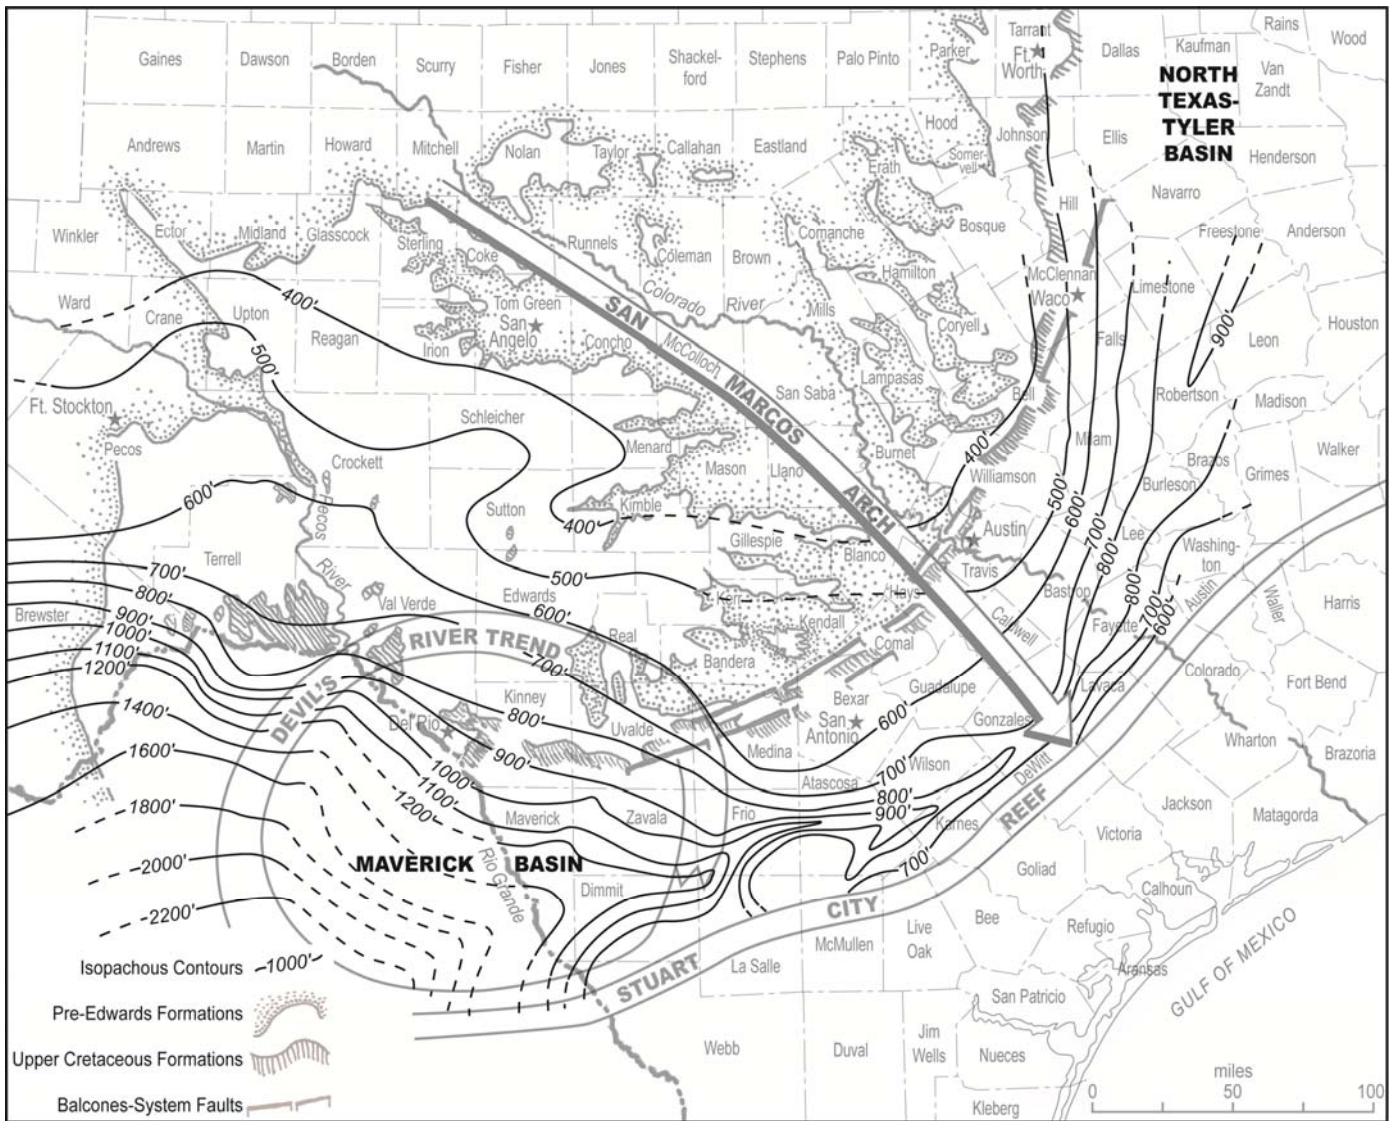 Gaines
Dawson
Borden
Scurry
Fisher
Jones
Shackel-
ford
Stephens
Palo Pinto
Parker
Tarrant
Ft.
Worth
Dallas
Kaufman
Rains
Wood
Van
Zandt
NORTH
TEXAS-
TYLER
BASIN
Andrews
Martin
Howard
Mitchell
Nolan
Taylor
Callahan
Eastland
Erath
Hood
Somer-
vell
Johnson
Ellis
Henderson
Hill
Navarro
Winkler
Ector
Midland
Glasscock
Sterling
Coke
Runnels
Coleman
Brown
Comanche
Hamilton
Bosque
McClennan
Waco
Limestone
Freestone
Anderson
Ward
Crane
Upton
Reagan
Irion
Tom Green
San
Angelo
Concho
McColloch
Colorado
River
Mills
Coryell
Falls
Leon
Houston
400'
500'
900'
SAN
MARCOS
ARCH
San Saba
Lampasas
Bell
Robertson
Madison
Ft. Stockton
Pecos
Crockett
Schleicher
Menard
Mason
Llano
Burnet
400'
Milam
Williamson
Brazos
Burleson
Grimes
Walker
600'
Pecos
River
Sutton
Kimble
400'
Gillespie
Blanco
Austin
Travis
500'
600'
700'
800'
Lee
Washing-
ton
Terrell
700'
800'
Val Verde
Edwards
500'
600'
Kerr
Kendall
Hays
Bastrop
800'
700'
600'
Austin
Waller
Harris
Brewster
900'
1000'
1100'
1200'
DEVIL'S
RIVER TREND
700'
Real
Bandera
Comal
Caldwell
Fayette
Colorado
Fort Bend
1400'
1600'
1800'
2000'
2200'
Kinney
Del Rio
800'
900'
1000'
1100'
1200'
Uvalde
Medina
Bexar
San
Antonio
Guadalupe
600'
Gonzales
Lavaca
Wharton
Brazoria
Maverick
Zavala
Frio
Atascosa
Wilson
700'
800'
900'
Karnes
DeWitt
Jackson
Matagorda
Victoria
MAVERICK
BASIN
Rio Grande
Dimmit
700'
STUART
CITY
REEF
Goliad
Calhoun
La Salle
McMullen
Live
Oak
Bee
Refugio
Aransas
San Patricio
GULF OF MEXICO
Webb
Duval
Jim
Wells
Nueces
Kleberg
Isopachous Contours
1000'
Pre-Edwards Formations
Upper Cretaceous Formations
Balcones-System Faults
miles
0
50
100